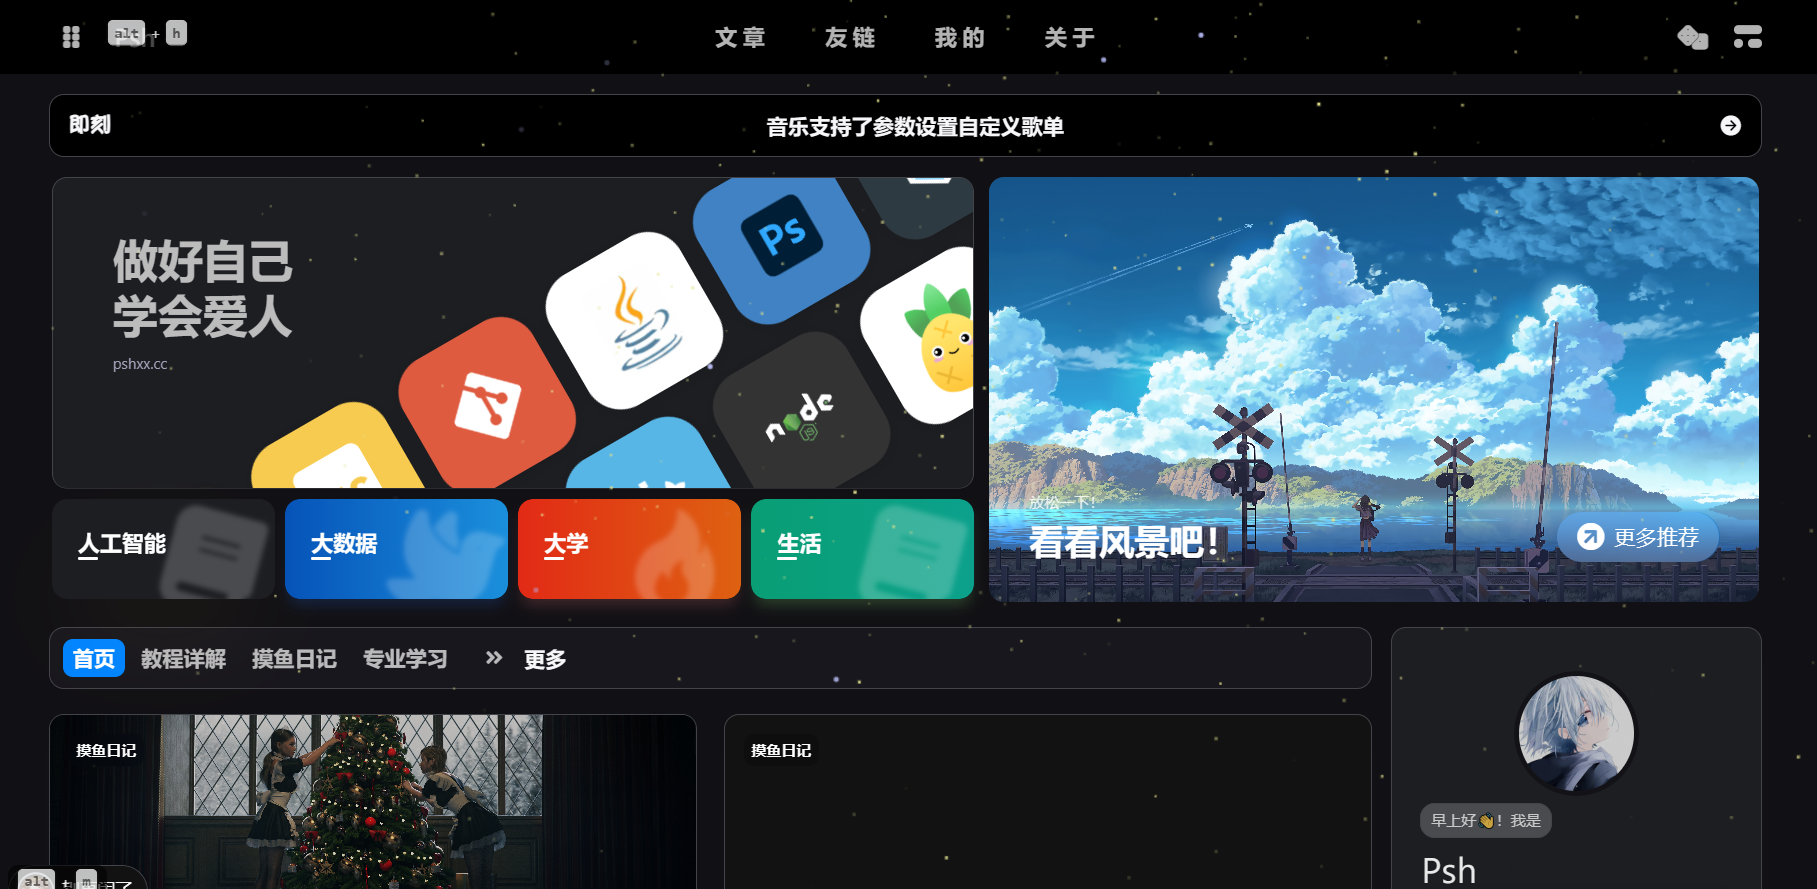 alt + h
Psh
文章 友链 我的 关于
即刻
音乐支持了参数设置自定义歌单
做好自己
学会爱人
pshxx.cc
Ps
node
放松一下!
看看风景吧!
更多推荐
人工智能
大数据
大学
生活
首页 教程详解 摸鱼日记 专业学习 更多
摸鱼日记
摸鱼日记
早上好👋! 我是
Psh
alt + m